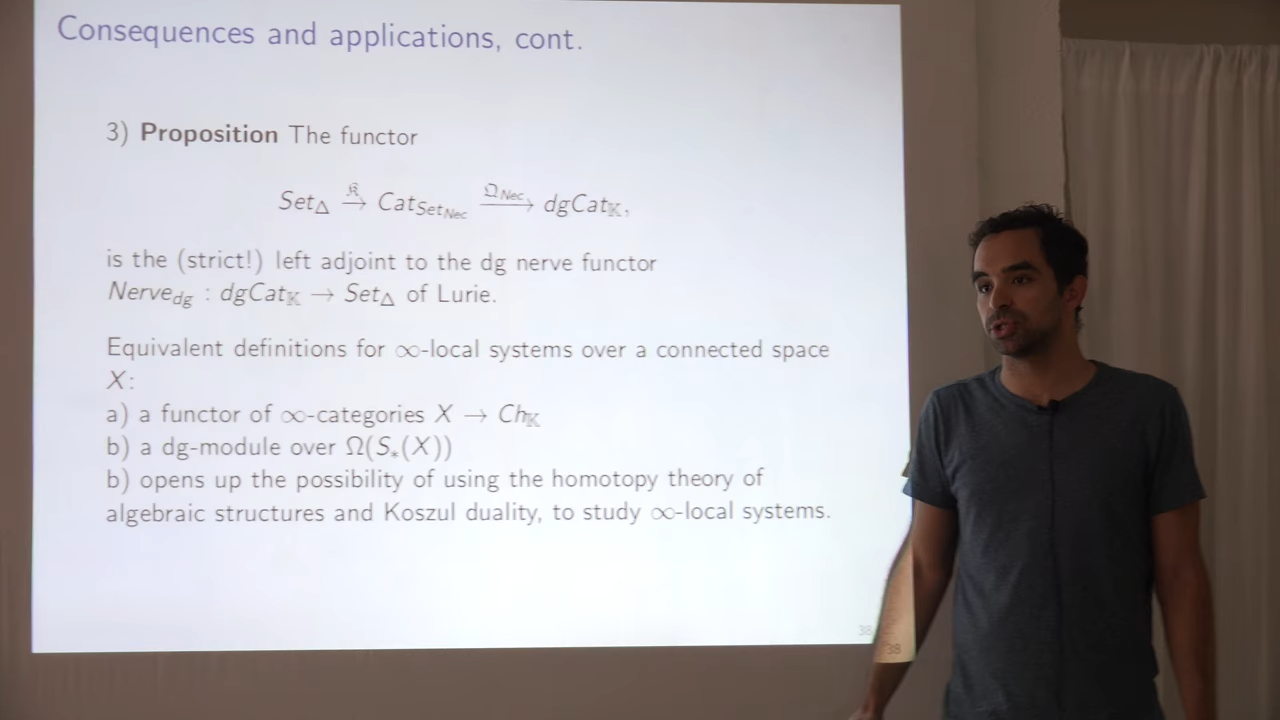 Consequences and applications, cont.
3) Proposition The functor
Set_Δ →^𝔎 Cat_{Set_Nec} →^{Ω_Nec} dgCat_𝕂,
is the (strict!) left adjoint to the dg nerve functor
Nerve_dg : dgCat_𝕂 → Set_Δ of Lurie.
Equivalent definitions for ∞-local systems over a connected space
X:
a) a functor of ∞-categories X → Ch_𝕂
b) a dg-module over Ω(S_*(X))
b) opens up the possibility of using the homotopy theory of
algebraic structures and Koszul duality, to study ∞-local systems.
38
38